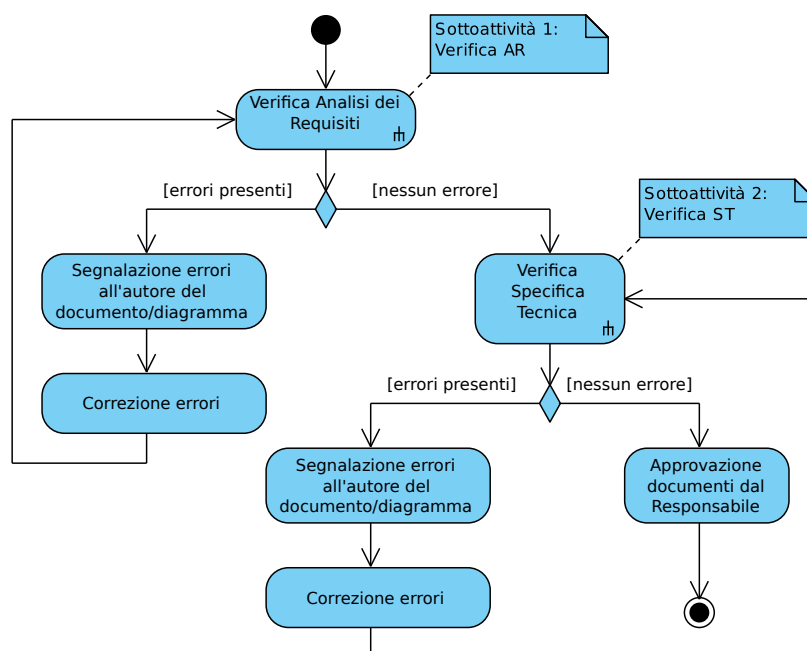 Sottoattività 1:
Verifica AR
Verifica Analisi dei
Requisiti
[errori presenti]
[nessun errore]
Sottoattività 2:
Verifica ST
Segnalazione errori
all'autore del
documento/diagramma
Verifica
Specifica
Tecnica
Correzione errori
[errori presenti]
[nessun errore]
Segnalazione errori
all'autore del
documento/diagramma
Approvazione
documenti dal
Responsabile
Correzione errori